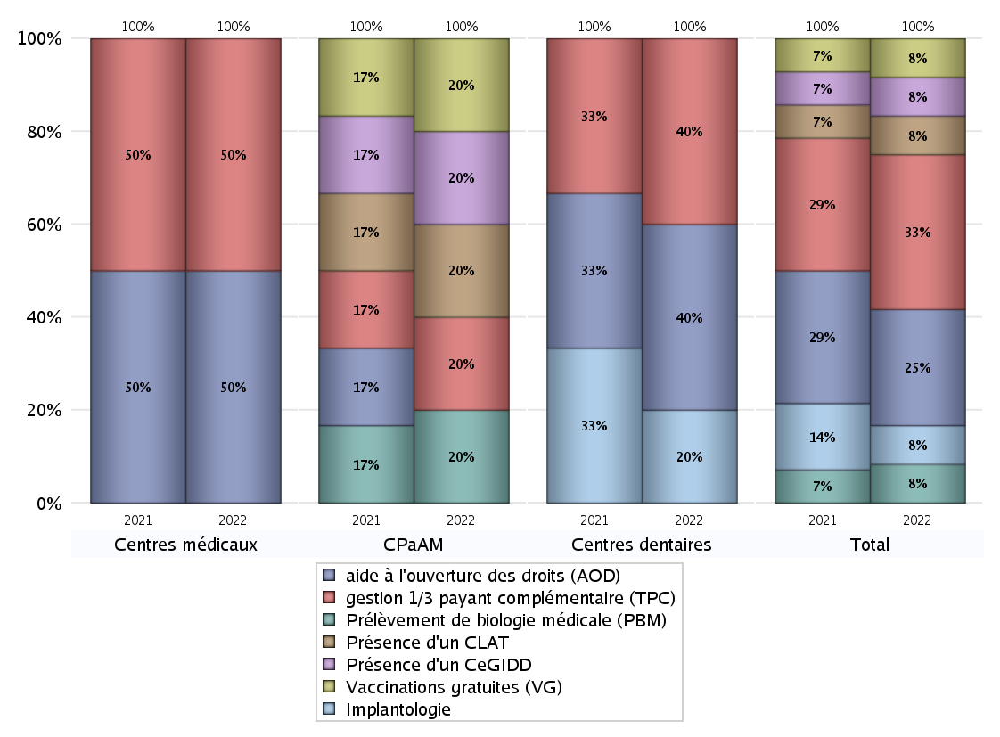 100% 100% 100% 100% 100% 100% 100% 100%
100%
80%
60%
40%
20%
0%
50% 50%
50% 50%
17% 20%
17% 20%
17% 20%
17% 20%
17%
17% 20%
33% 40%
33% 40%
33% 20%
7% 8%
7% 8%
7% 8%
29% 33%
29% 25%
14% 8%
7% 8%
2021 2022 2021 2022 2021 2022 2021 2022
Centres médicaux CPaAM Centres dentaires Total
aide à l'ouverture des droits (AOD)
gestion 1/3 payant complémentaire (TPC)
Prélèvement de biologie médicale (PBM)
Présence d'un CLAT
Présence d'un CeGIDD
Vaccinations gratuites (VG)
Implantologie